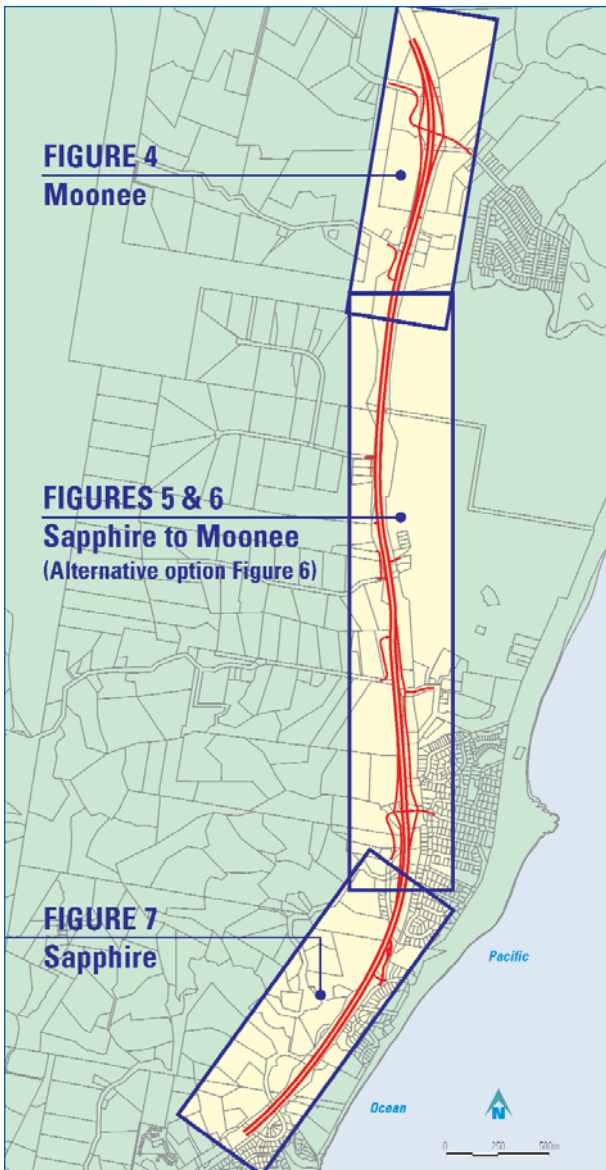 FIGURE 4
Moonee
FIGURES 5 & 6
Sapphire to Moonee
(Alternative option Figure 6)
FIGURE 7
Sapphire
Pacific
Ocean
N
0 250 500m